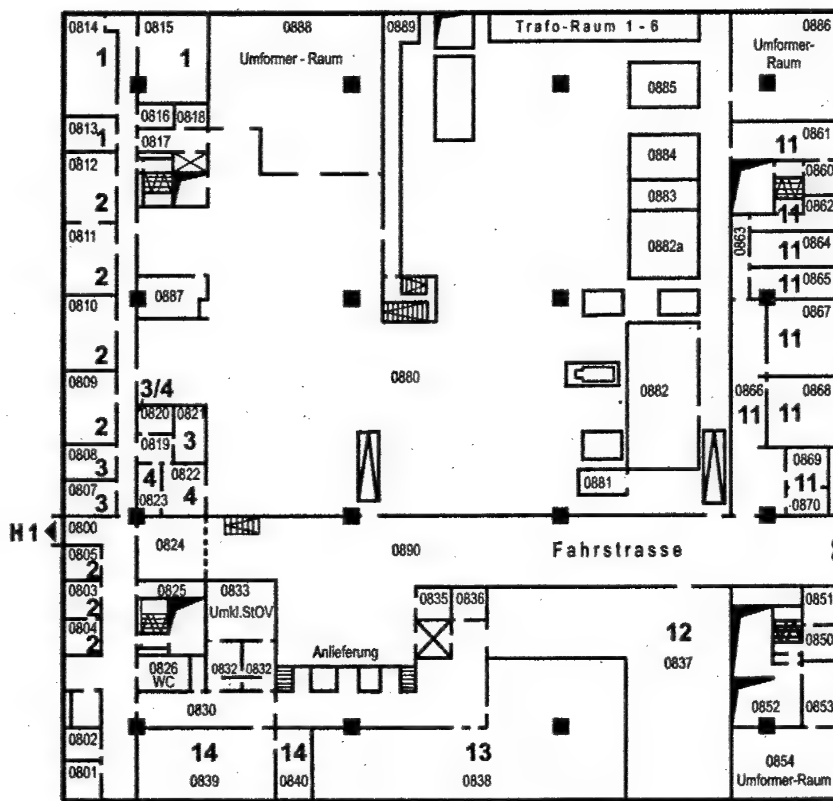 0814 0815 0888 0889 Trafo-Raum 1 - 6 0886
1 1 Umformer - Raum Umformer-
Raum
0885
0816 0818
0813 1 0817 11 0861
0812 0884 0860
0883 0862
2 11
0811 0882a 0863 11 0864
2 0887 11 0865
0810 0867
2 11
3/4 0880
0809 0820 0821 0882 0866 0868
2 0819 3 11 11
0808 3 4 0822 0869
0807 3 0823 4 0881 11
0870
H1 0800
0824 0890 Fahrstrasse
0805 2
0803 0825 0833 0835 0836 0851
2 Umkl.StOV 12
0804 2 0850
Anlieferung 0837
0826 0832 0832
WC
0830 0852 0853
0802 14 14 13 0854
0801 0839 0840 0838 Umformer-Raum